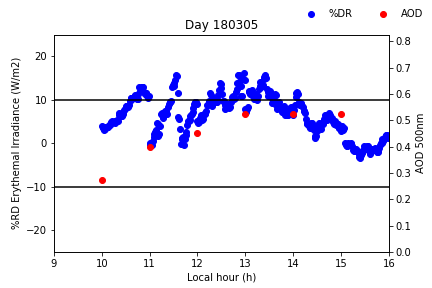 %DR AOD
Day 180305
%RD Erythemal Irradiance (W/m2)
20
10
0
−10
−20
0.8
0.7
0.6
0.5
0.4
0.3
0.2
0.1
0.0
AOD 500nm
9 10 11 12 13 14 15 16
Local hour (h)